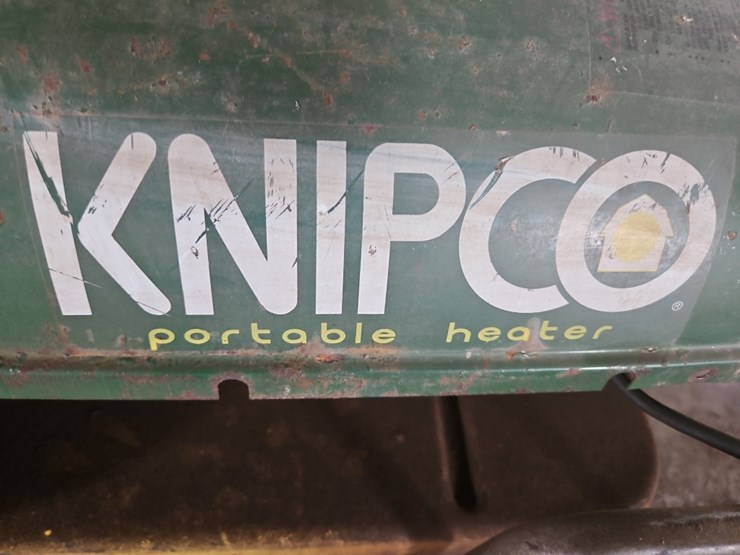 KNIPCO
®
portable heater